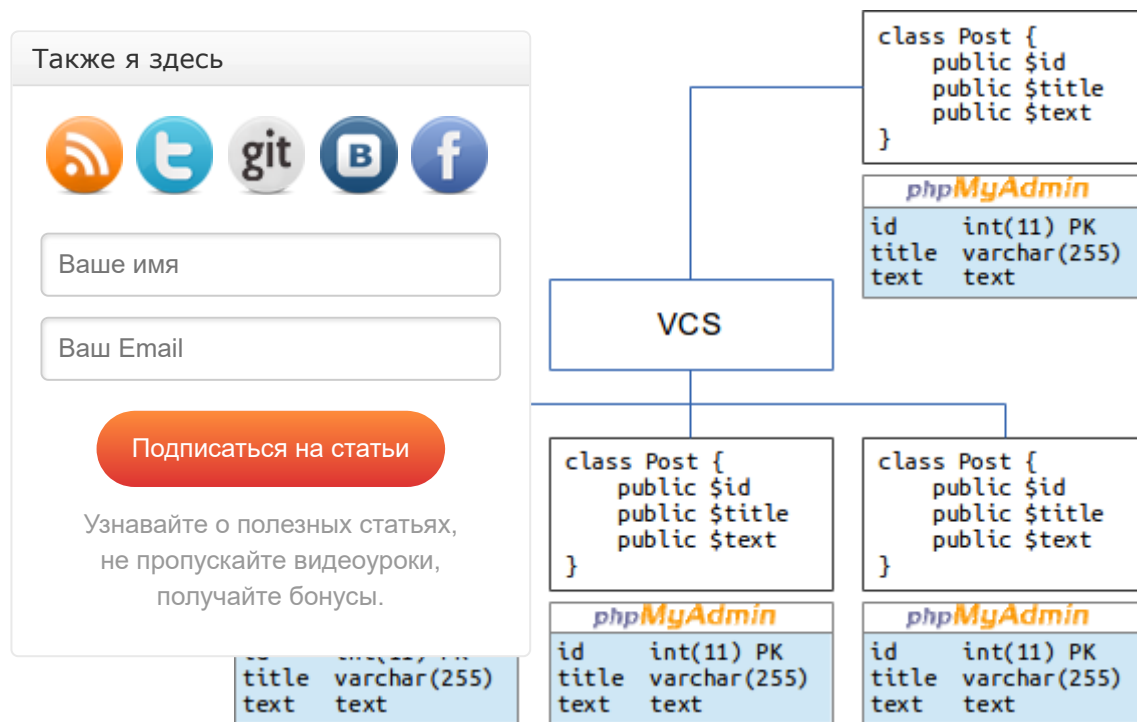 Также я здесь
git
B
f
Ваше имя
Ваш Email
Подписаться на статьи
Узнавайте о полезных статьях,
не пропускайте видеоуроки,
получайте бонусы.
class Post {
public $id
public $title
public $text
}
phpMyAdmin
id int(11) PK
title varchar(255)
text text
VCS
class Post {
public $id
public $title
public $text
}
phpMyAdmin
id int(11) PK
title varchar(255)
text text
class Post {
public $id
public $title
public $text
}
phpMyAdmin
id int(11) PK
title varchar(255)
text text
title varchar(255)
text text